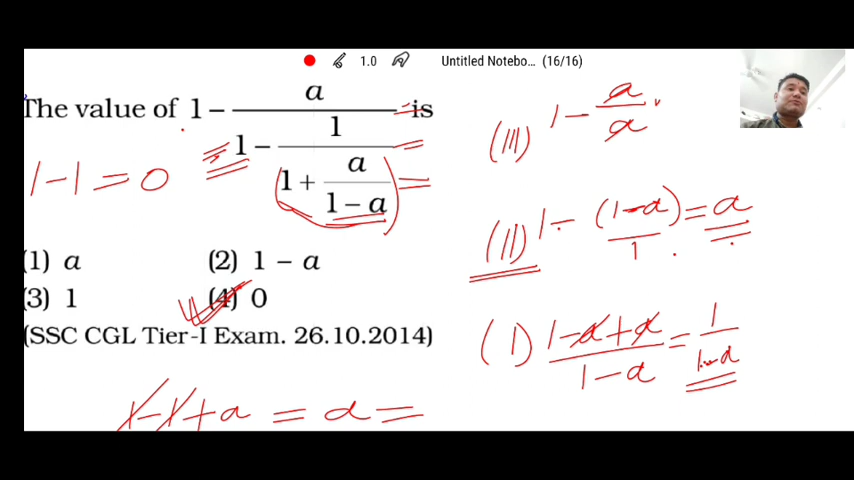 1.0 Untitled Notebo... (16/16)
The value of 1 - a / (1 - 1 / (1 + a / (1 - a))) is
1 - 1 = 0
(1) a (2) 1 - a
(3) 1 (4) 0
(SSC CGL Tier-I Exam. 26.10.2014)
1 - 1 + a = a =
(III) 1 - a/a
(II) 1 - (1-a)/1 = a
(I) (1 - a + a)/(1 - a) = 1/(1-a)